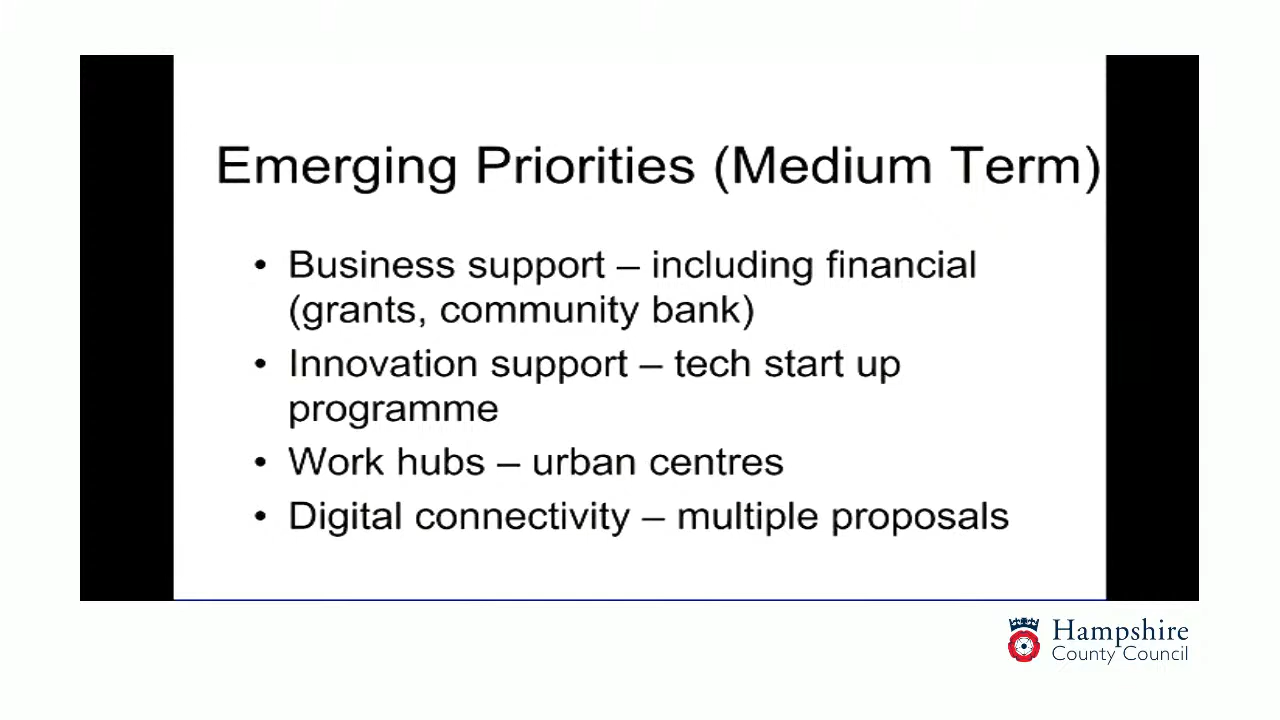 Emerging Priorities (Medium Term)
• Business support – including financial
(grants, community bank)
• Innovation support – tech start up
programme
• Work hubs – urban centres
• Digital connectivity – multiple proposals
Hampshire
County Council